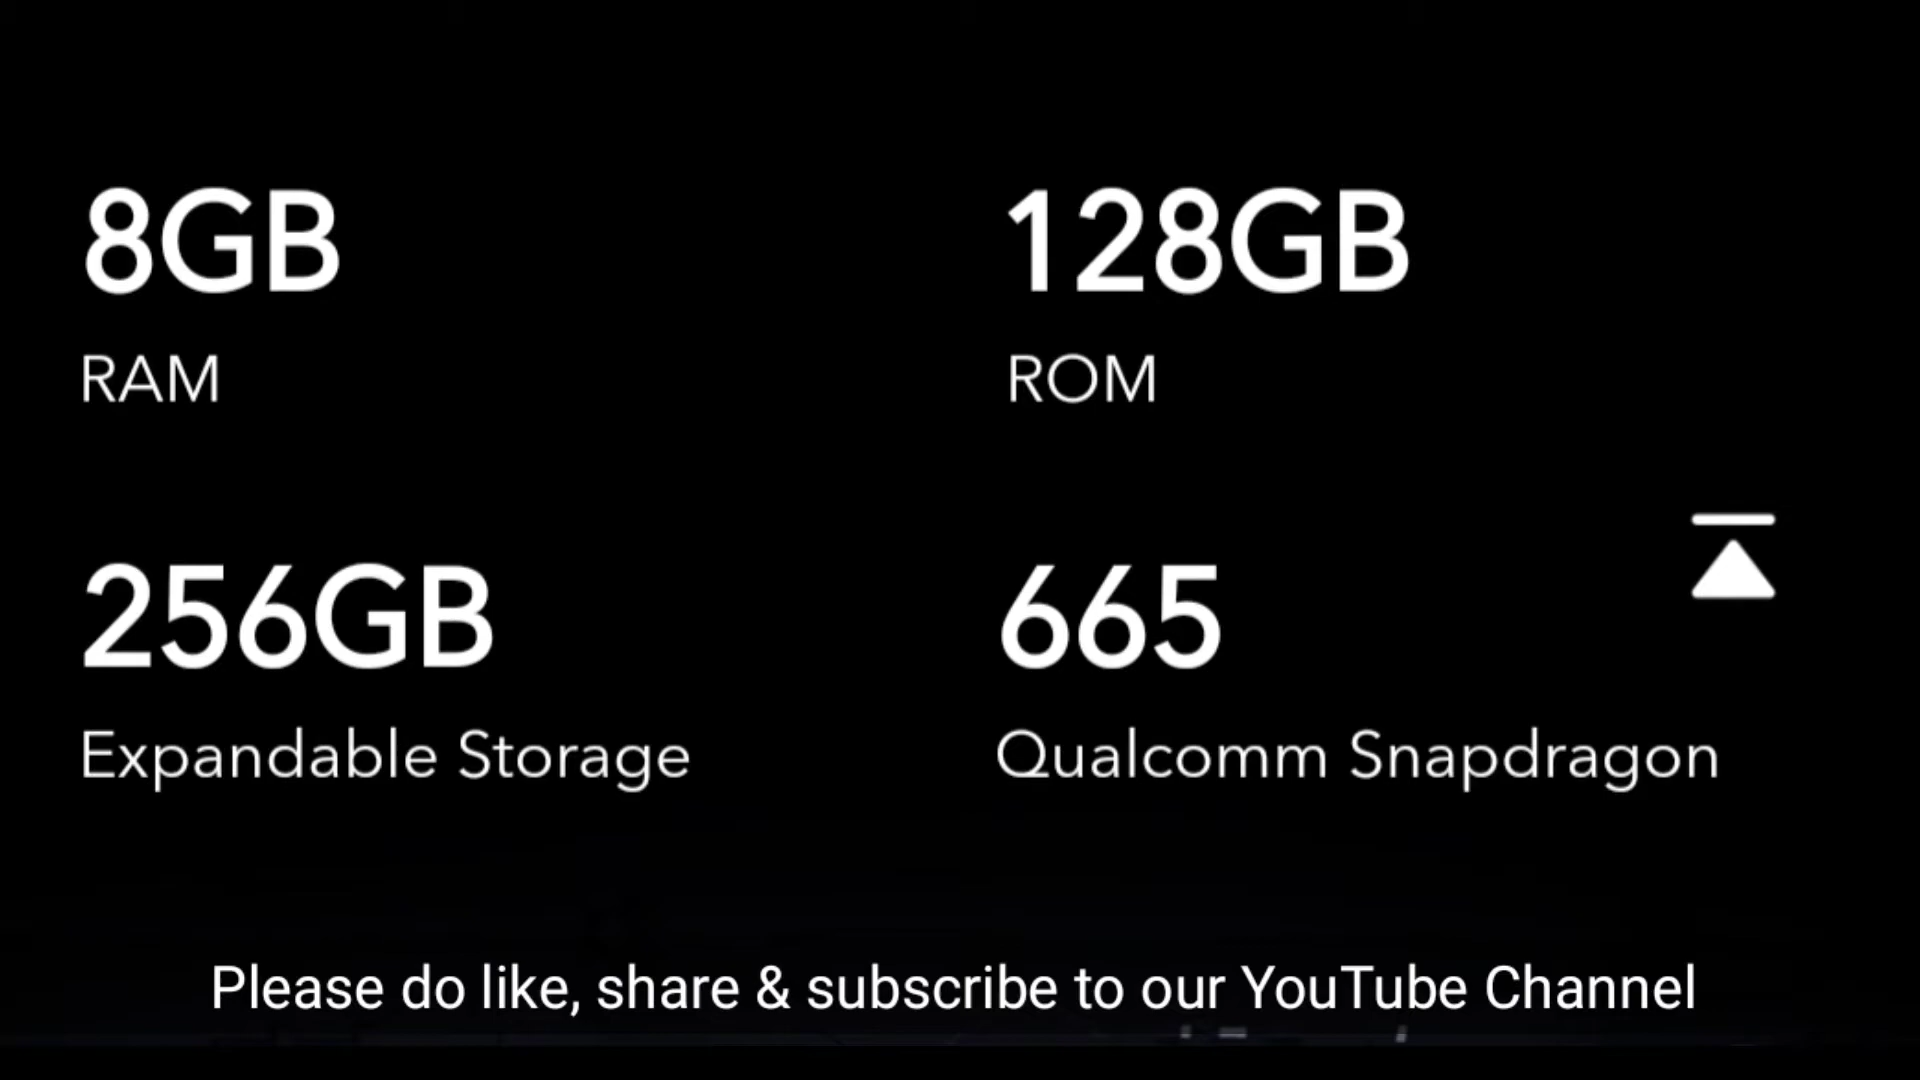 8GB
128GB
RAM
ROM
256GB
665
Expandable Storage
Qualcomm Snapdragon
Please do like, share & subscribe to our YouTube Channel